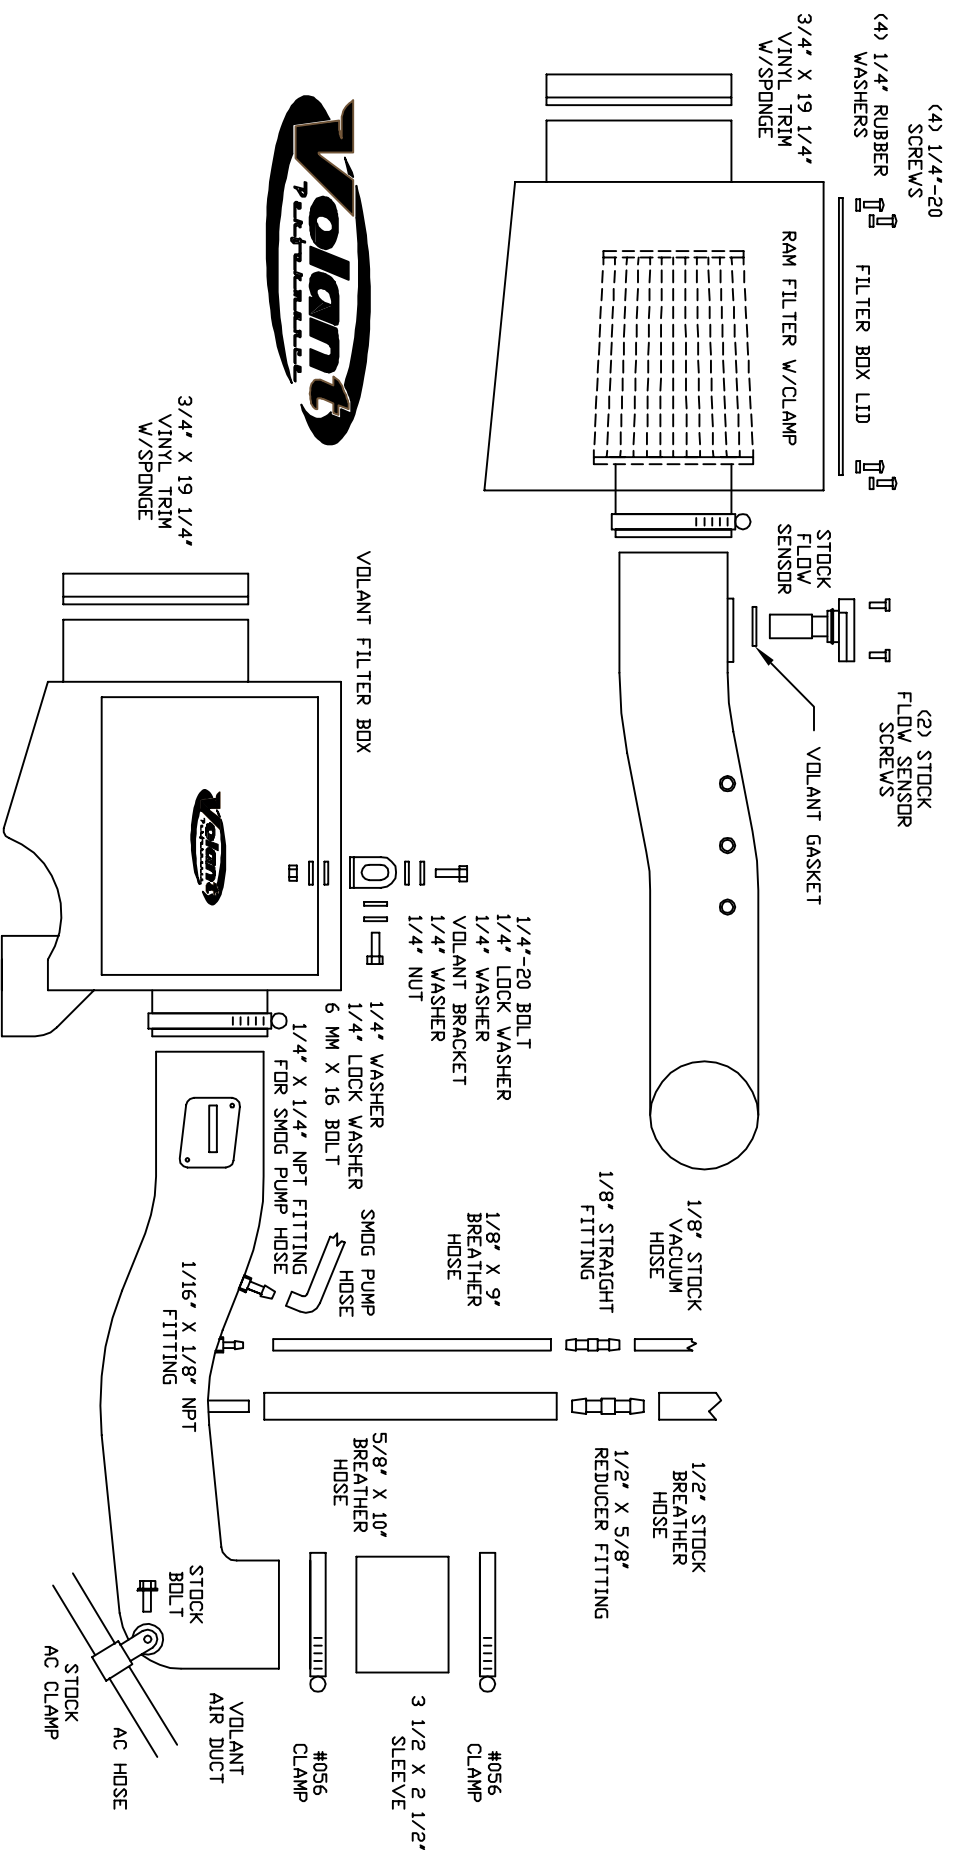 (4) 1/4"-20
SCREWS
(4) 1/4" RUBBER
WASHERS
3/4" X 19 1/4"
VINYL TRIM
W/SPONGE
FILTER BOX LID
RAM FILTER W/CLAMP
STOCK
FLOW
SENSOR
(2) STOCK
FLOW SENSOR
SCREWS
VOLANT GASKET
Volant
Performance
3/4" X 19 1/4"
VINYL TRIM
W/SPONGE
VOLANT FILTER BOX
Volant
Performance
1/4"-20 BOLT
1/4" LOCK WASHER
1/4" WASHER
VOLANT BRACKET
1/4" WASHER
1/4" NUT
1/4" WASHER
1/4" LOCK WASHER
6 MM X 16 BOLT
1/4" X 1/4" NPT FITTING
FOR SMOG PUMP HOSE
SMOG PUMP
HOSE
1/16" X 1/8" NPT
FITTING
1/8" STOCK
VACUUM
HOSE
1/8" STRAIGHT
FITTING
1/8" X 9"
BREATHER
HOSE
1/2" STOCK
BREATHER
HOSE
1/2" X 5/8"
REDUCER FITTING
5/8" X 10"
BREATHER
HOSE
#056
CLAMP
3 1/2 X 2 1/2"
SLEEVE
#056
CLAMP
VOLANT
AIR DUCT
STOCK
BOLT
AC HOSE
STOCK
AC CLAMP